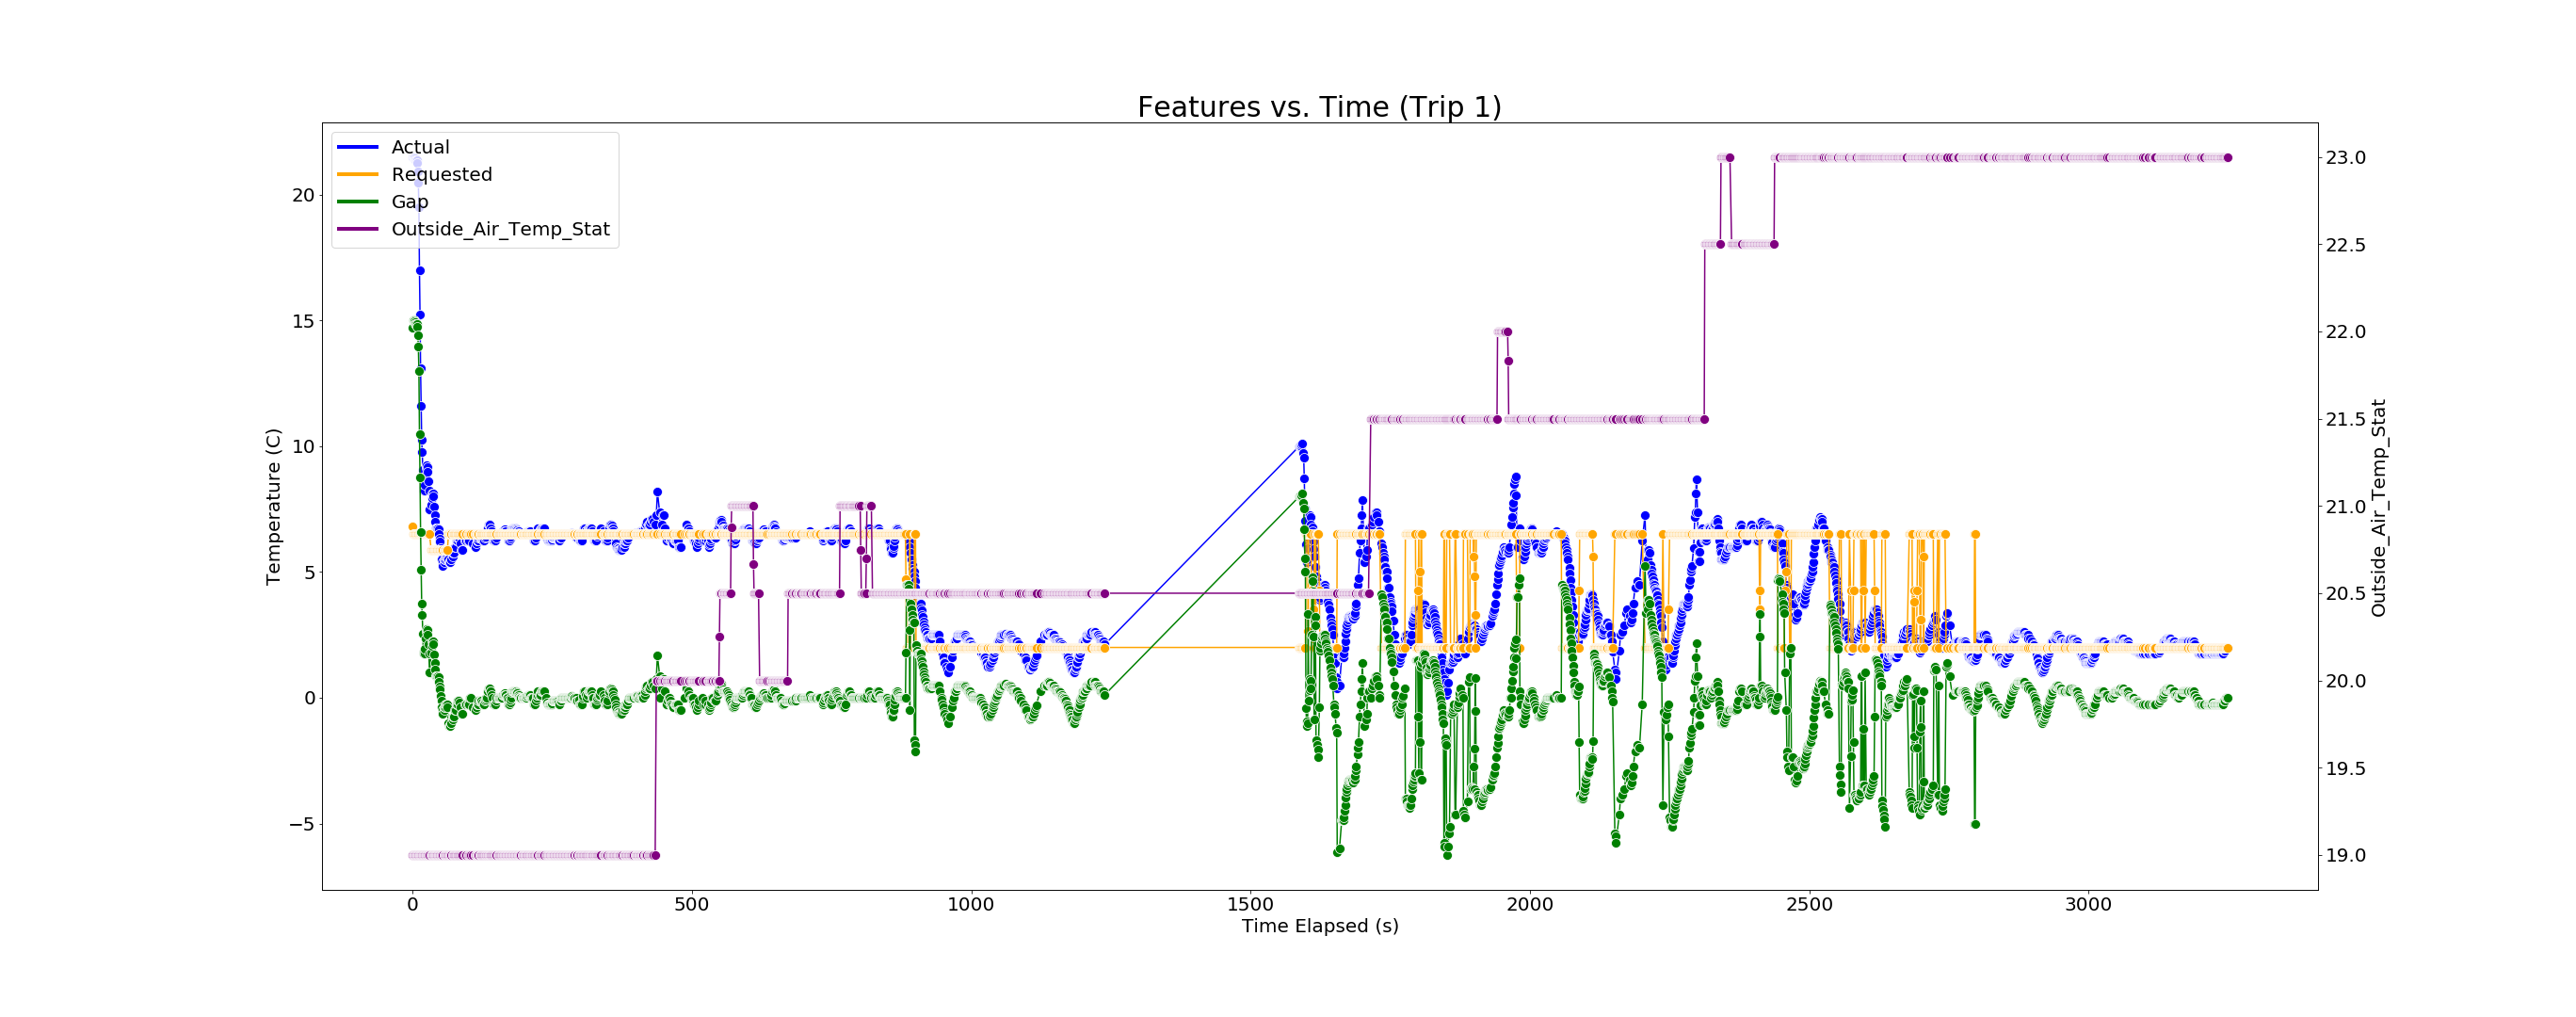 Features vs. Time (Trip 1)
Actual
Requested
Gap
Outside_Air_Temp_Stat
20
15
10
5
0
−5
Temperature (C)
23.0
22.5
22.0
21.5
21.0
20.5
20.0
19.5
19.0
Outside_Air_Temp_Stat
0 500 1000 1500 2000 2500 3000
Time Elapsed (s)